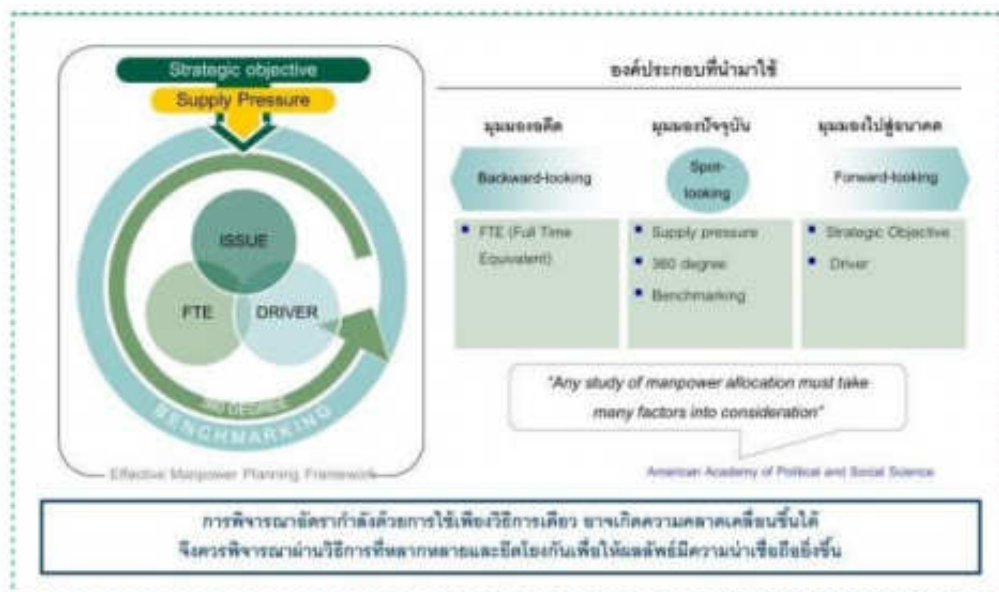 Strategic objective
Supply Pressure
ISSUE
FTE
DRIVER
360 DEGREE
BENCHMARKING
Effective Manpower Planning Framework
องค์ประกอบที่นำมาใช้
มุมมองอดีต
มุมมองปัจจุบัน
มุมมองไปสู่อนาคต
Backward-looking
Spot-
looking
Forward-looking
FTE (Full Time
Equivalent)
Supply pressure
360 degree
Benchmarking
Strategic Objective
Driver
"Any study of manpower allocation must take
many factors into consideration"
American Academy of Political and Social Science
การพิจารณาอัตรากำลังด้วยการใช้เพียงวิธีการเดียว อาจเกิดความคลาดเคลื่อนขึ้นได้
จึงควรพิจารณาผ่านวิธีการที่หลากหลายและยึดโยงกันเพื่อให้ผลลัพธ์มีความน่าเชื่อถือยิ่งขึ้น